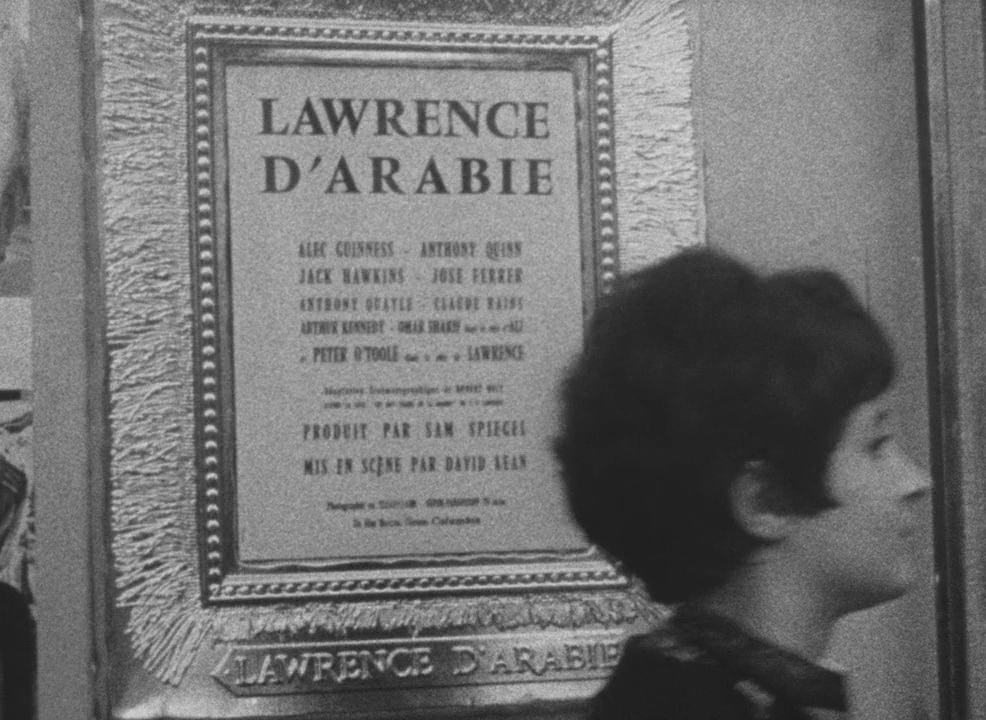 LAWRENCE
D'ARABIE
ALEC GUINNESS - ANTHONY QUINN
JACK HAWKINS - JOSE FERRER
ANTHONY QUAYLE - CLAUDE RAINS
ARTHUR KENNEDY - OMAR SHARIF ALI
PETER O'TOOLE LAWRENCE
PRODUIT PAR SAM SPIEGEL
MIS EN SCÈNE PAR DAVID LEAN
LAWRENCE D'ARABIE